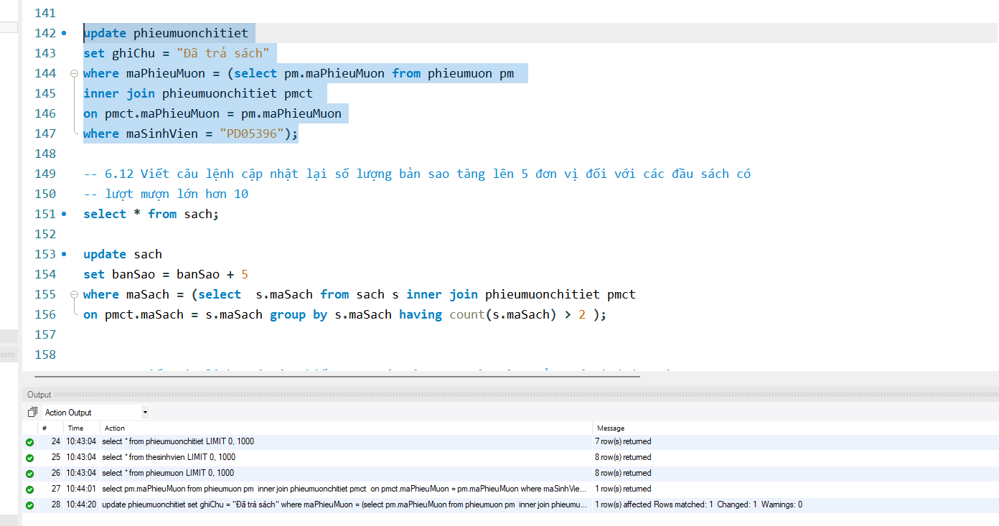 141
142 update phieumuonchitiet
143 set ghiChu = "Đã trả sách"
144 where maPhieuMuon = (select pm.maPhieuMuon from phieumuon pm
145 inner join phieumuonchitiet pmct
146 on pmct.maPhieuMuon = pm.maPhieuMuon
147 where maSinhVien = "PD05396");
148
149 -- 6.12 Viết câu lệnh cập nhật lại số lượng bản sao tăng lên 5 đơn vị đối với các đầu sách có
150 -- lượt mượn lớn hơn 10
151 select * from sach;
152
153 update sach
154 set banSao = banSao + 5
155 where maSach = (select  s.maSach from sach s inner join phieumuonchitiet pmct
156 on pmct.maSach = s.maSach group by s.maSach having count(s.maSach) > 2 );
157
158
Output
Action Output
# Time Action Message
24 10:43:04 select * from phieumuonchitiet LIMIT 0, 1000 7 row(s) returned
25 10:43:04 select * from thesinhvien LIMIT 0, 1000 8 row(s) returned
26 10:43:04 select * from phieumuon LIMIT 0, 1000 8 row(s) returned
27 10:44:01 select pm.maPhieuMuon from phieumuon pm  inner join phieumuonchitiet pmct  on pmct.maPhieuMuon = pm.maPhieuMuon where maSinhVie... 1 row(s) returned
28 10:44:20 update phieumuonchitiet set ghiChu = "Đã trả sách" where maPhieuMuon = (select pm.maPhieuMuon from phieumuon pm  inner join phieumu... 1 row(s) affected Rows matched: 1  Changed: 1  Warnings: 0